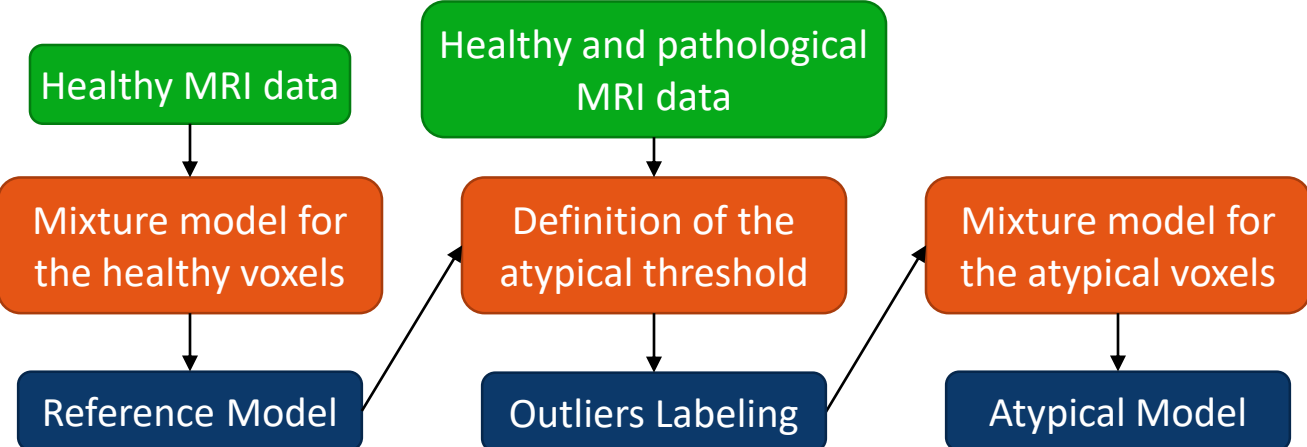 Healthy MRI data
Healthy and pathological
MRI data
Mixture model for
the healthy voxels
Definition of the
atypical threshold
Mixture model for
the atypical voxels
Reference Model
Outliers Labeling
Atypical Model